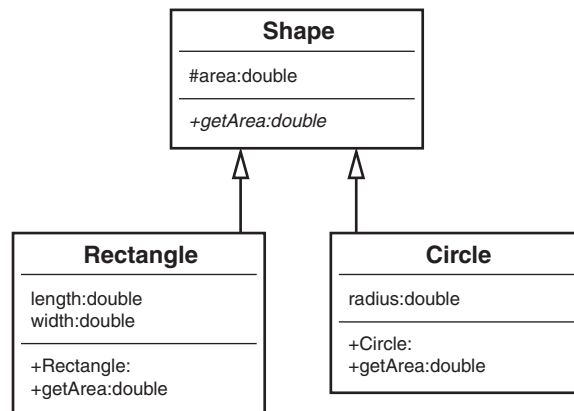 Shape
#area:double
+getArea:double
Rectangle
length:double
width:double
+Rectangle:
+getArea:double
Circle
radius:double
+Circle:
+getArea:double